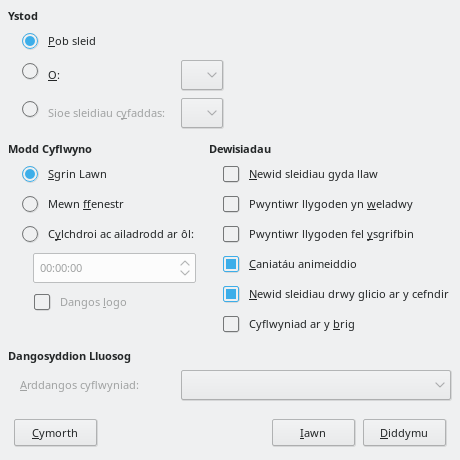 Ystod
Pob sleid
O:
Sioe sleidiau cyfaddas:
Modd Cyflwyno
Sgrin Lawn
Mewn ffenestr
Cylchdroi ac ailadrodd ar ôl:
00:00:00
Dangos logo
Dewisiadau
Newid sleidiau gyda llaw
Pwyntiwr llygoden yn weladwy
Pwyntiwr llygoden fel ysgrifbin
Caniatáu animeiddio
Newid sleidiau drwy glicio ar y cefndir
Cyflwyniad ar y brig
Dangosyddion Lluosog
Arddangos cyflwyniad:
Cymorth
Iawn
Diddymu